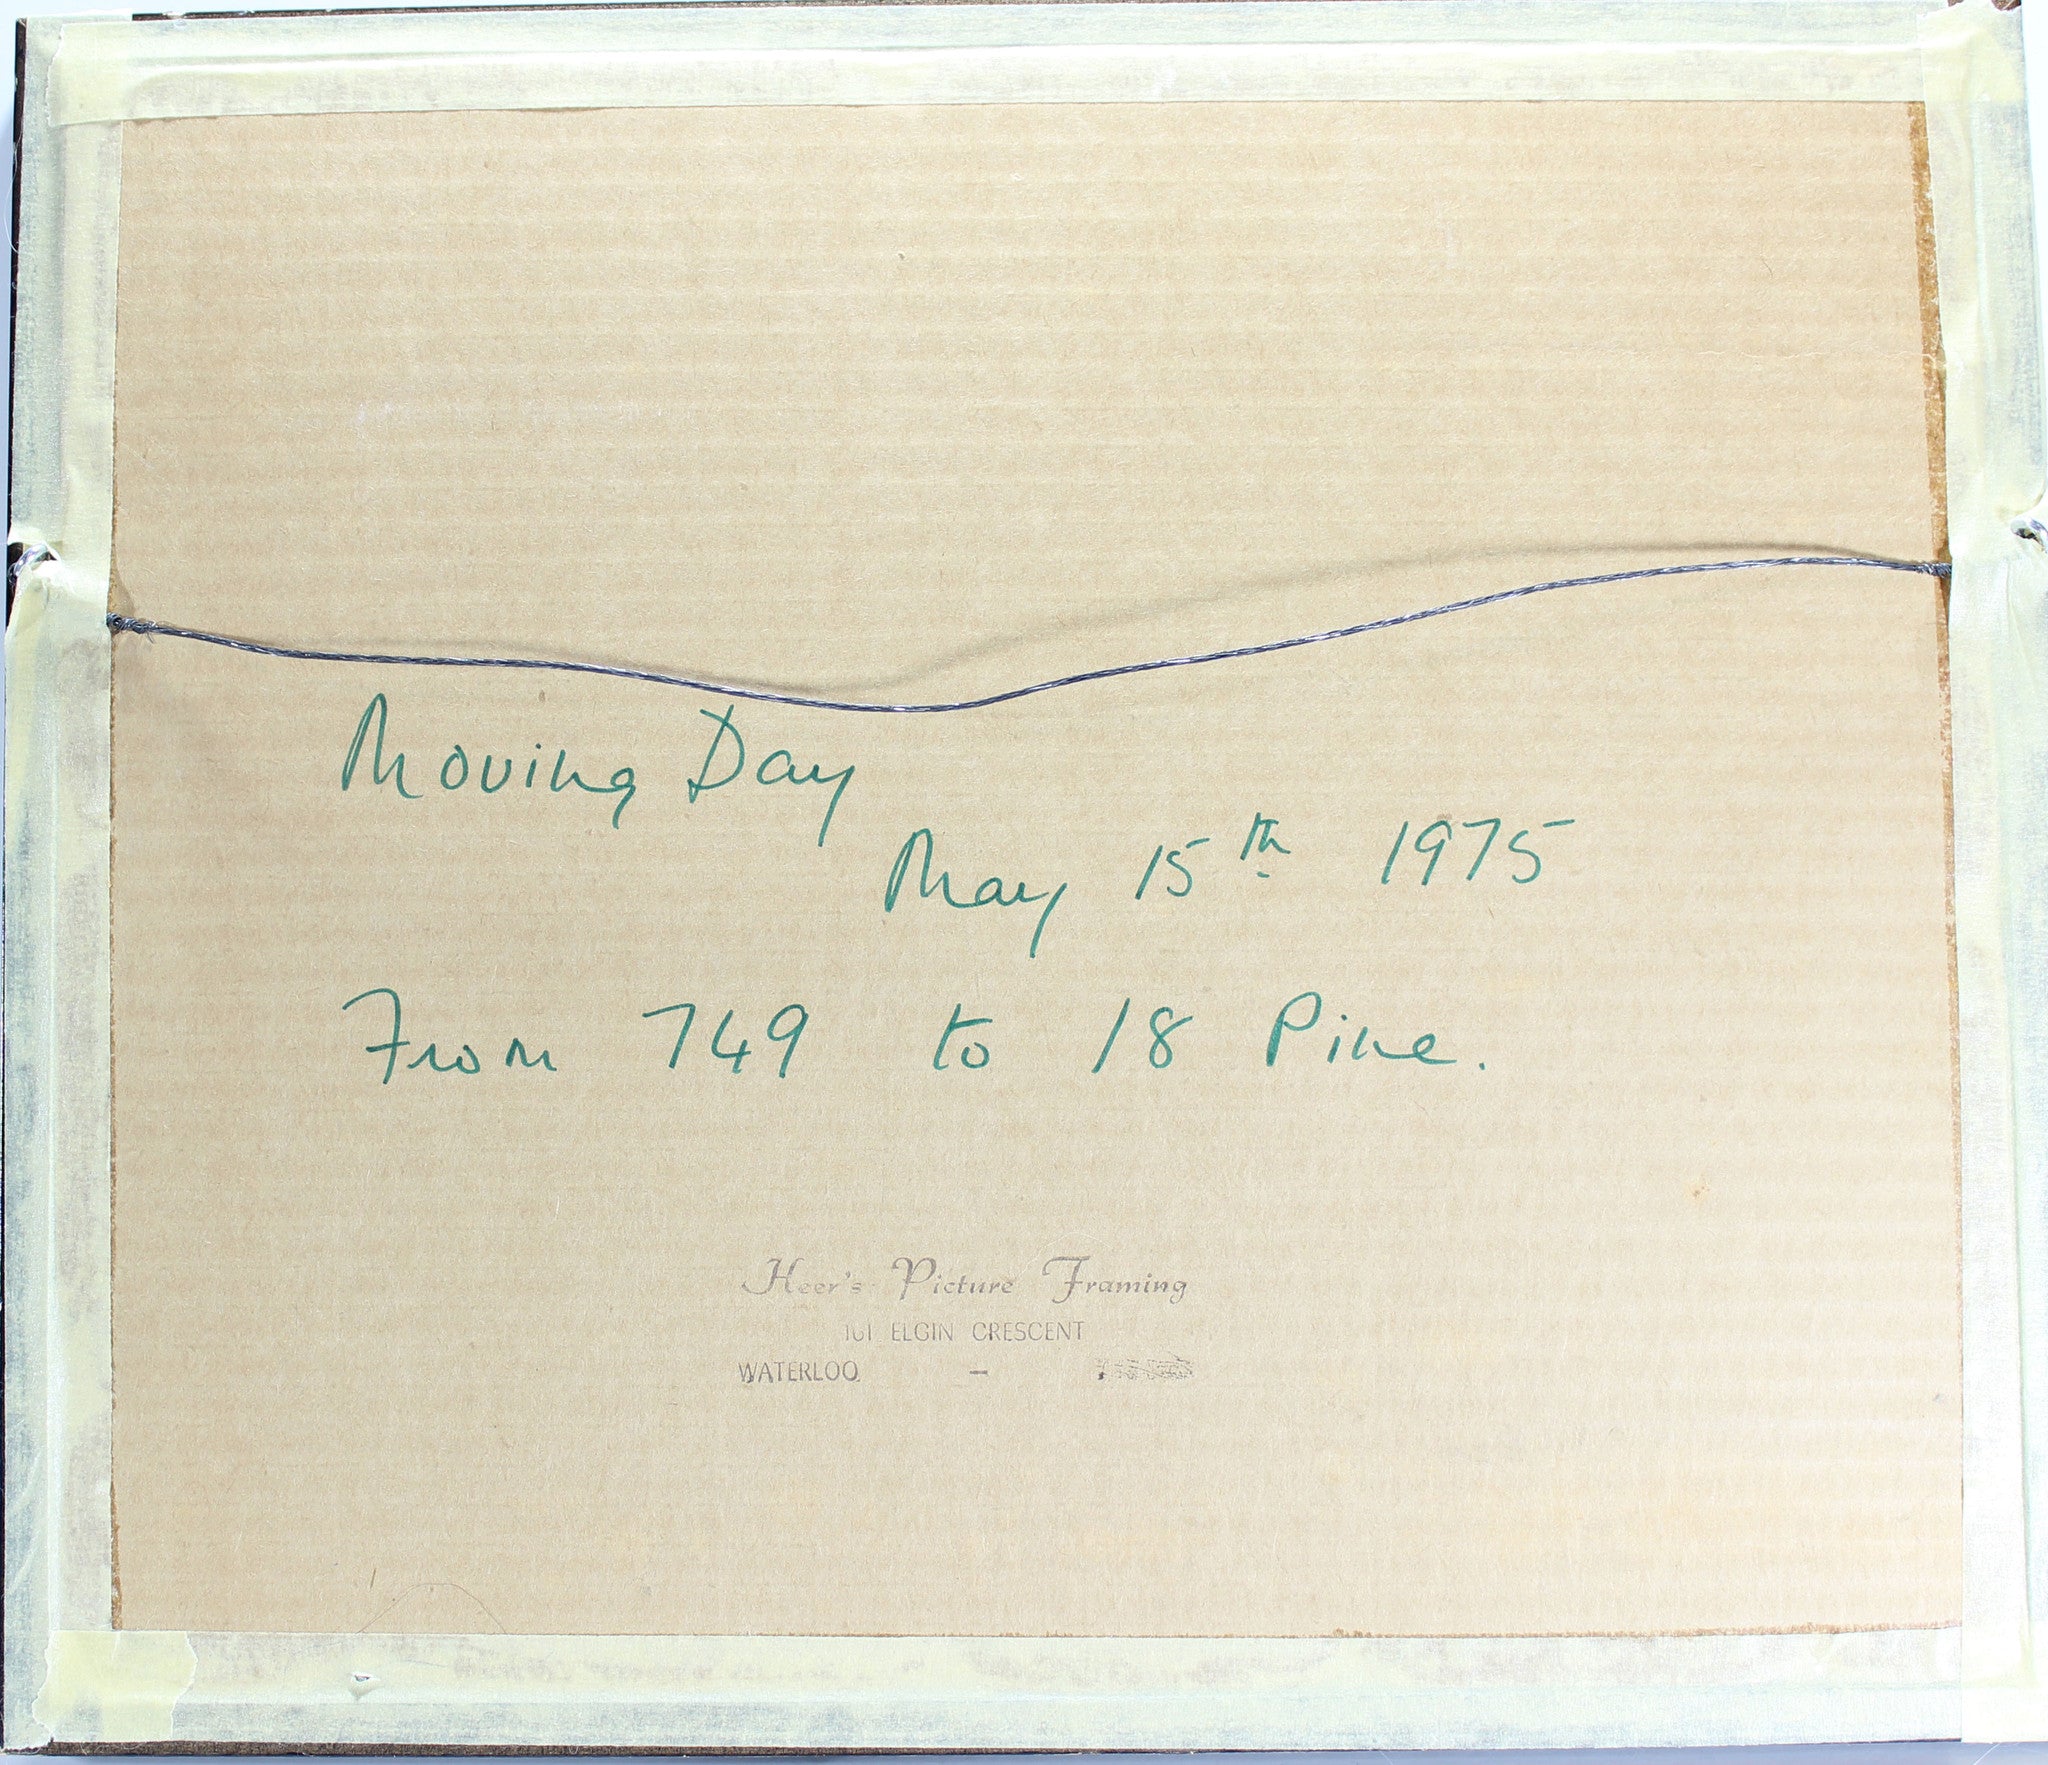 Moving Day
May 15th 1975
From 749 to 18 Pine.
Heer's Picture Framing
101 ELGIN CRESCENT
WATERLOO -